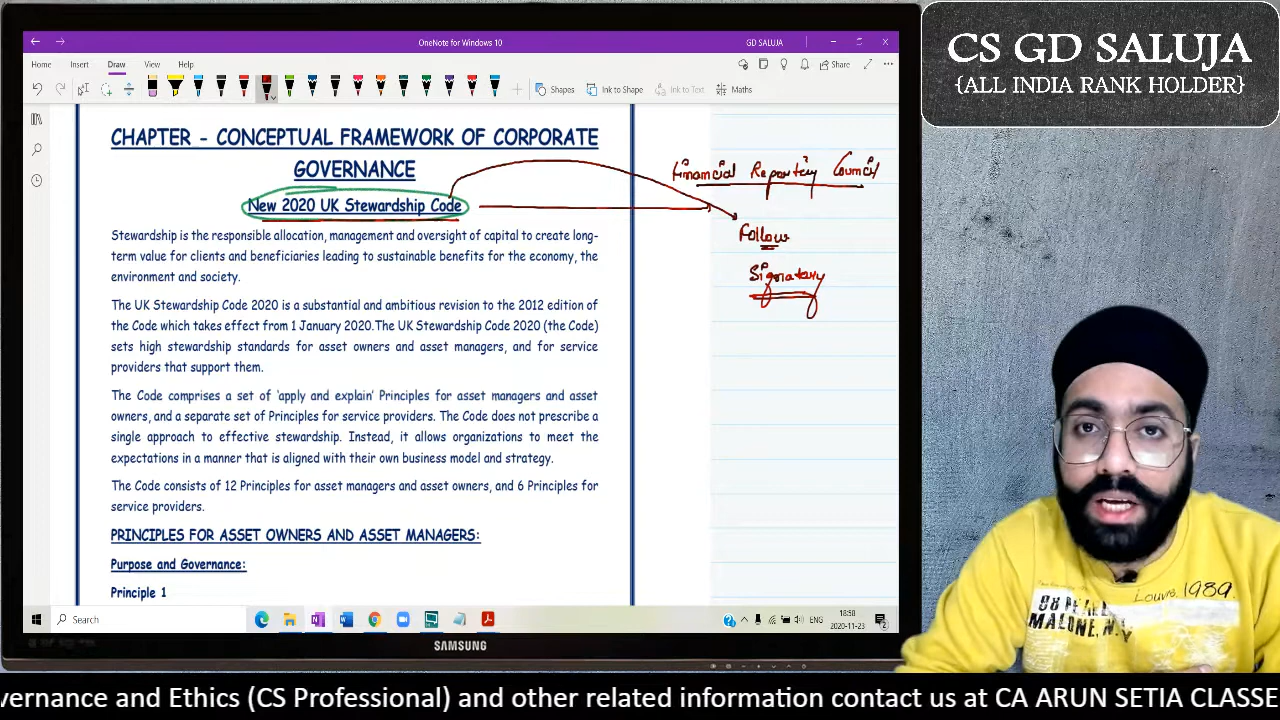 OneNote for Windows 10
GD SALUJA
Home Insert Draw View Help
Share
Shapes
Ink to Shape
Ink to Text
Maths
CS GD SALUJA
{ALL INDIA RANK HOLDER}
CHAPTER - CONCEPTUAL FRAMEWORK OF CORPORATE
GOVERNANCE
New 2020 UK Stewardship Code
Financial Reporting Council
Follow
Signatory
Stewardship is the responsible allocation, management and oversight of capital to create long-
term value for clients and beneficiaries leading to sustainable benefits for the economy, the
environment and society.
The UK Stewardship Code 2020 is a substantial and ambitious revision to the 2012 edition of
the Code which takes effect from 1 January 2020.The UK Stewardship Code 2020 (the Code)
sets high stewardship standards for asset owners and asset managers, and for service
providers that support them.
The Code comprises a set of ‘apply and explain’ Principles for asset managers and asset
owners, and a separate set of Principles for service providers. The Code does not prescribe a
single approach to effective stewardship. Instead, it allows organizations to meet the
expectations in a manner that is aligned with their own business model and strategy.
The Code consists of 12 Principles for asset managers and asset owners, and 6 Principles for
service providers.
PRINCIPLES FOR ASSET OWNERS AND ASSET MANAGERS:
Purpose and Governance:
Principle 1
Search
ENG
18:50
2020-11-23
SAMSUNG
Louvre. 1989
MALONE, N.Y
vernance and Ethics (CS Professional) and other related information contact us at CA ARUN SETIA CLASSE